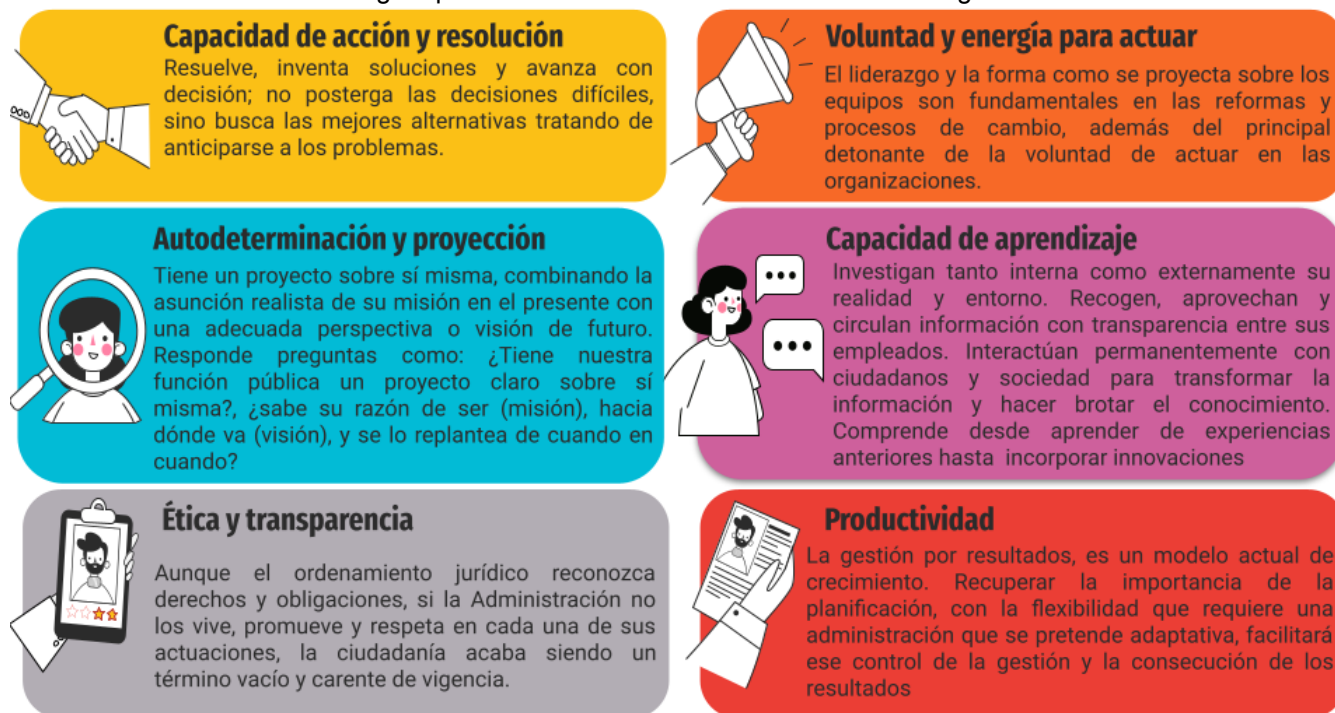 Capacidad de acción y resolución
Resuelve, inventa soluciones y avanza con
decisión; no posterga las decisiones difíciles,
sino busca las mejores alternativas tratando de
anticiparse a los problemas.
Voluntad y energía para actuar
El liderazgo y la forma como se proyecta sobre los
equipos son fundamentales en las reformas y
procesos de cambio, además del principal
detonante de la voluntad de actuar en las
organizaciones.
Autodeterminación y proyección
Tiene un proyecto sobre sí misma, combinando la
asunción realista de su misión en el presente con
una adecuada perspectiva o visión de futuro.
Responde preguntas como: ¿Tiene nuestra
función pública un proyecto claro sobre sí
misma?, ¿sabe su razón de ser (misión), hacia
dónde va (visión), y se lo replantea de cuando en
cuando?
Capacidad de aprendizaje
Investigan tanto interna como externamente su
realidad y entorno. Recogen, aprovechan y
circulan información con transparencia entre sus
empleados. Interactúan permanentemente con
ciudadanos y sociedad para transformar la
información y hacer brotar el conocimiento.
Comprende desde aprender de experiencias
anteriores hasta incorporar innovaciones
Ética y transparencia
Aunque el ordenamiento jurídico reconozca
derechos y obligaciones, si la Administración no
los vive, promueve y respeta en cada una de sus
actuaciones, la ciudadanía acaba siendo un
término vacío y carente de vigencia.
Productividad
La gestión por resultados, es un modelo actual de
crecimiento. Recuperar la importancia de la
planificación, con la flexibilidad que requiere una
administración que se pretende adaptativa, facilitará
ese control de la gestión y la consecución de los
resultados